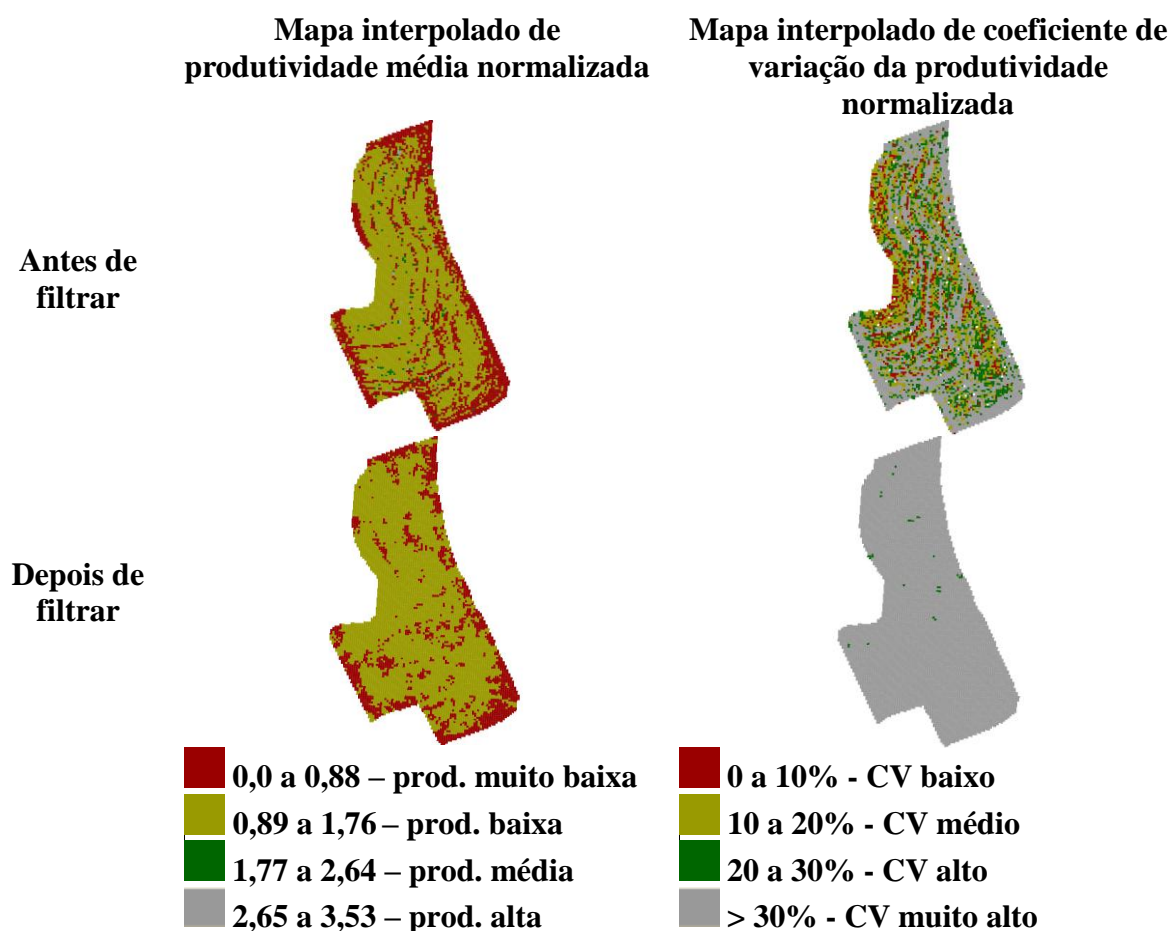 Mapa interpolado de
produtividade média normalizada
Mapa interpolado de coeficiente de
variação da produtividade
normalizada
Antes de
filtrar
Depois de
filtrar
0,0 a 0,88 – prod. muito baixa
0,89 a 1,76 – prod. baixa
1,77 a 2,64 – prod. média
2,65 a 3,53 – prod. alta
0 a 10% - CV baixo
10 a 20% - CV médio
20 a 30% - CV alto
> 30% - CV muito alto